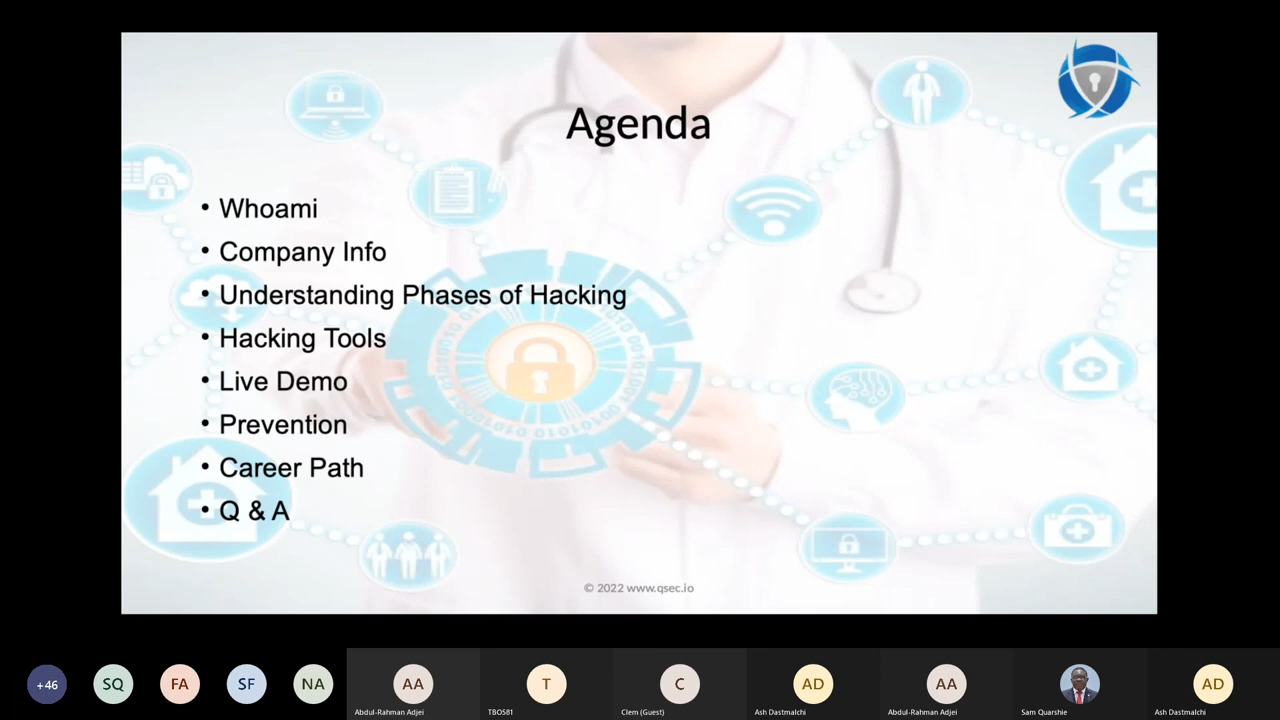 Agenda
• Whoami
• Company Info
• Understanding Phases of Hacking
• Hacking Tools
• Live Demo
• Prevention
• Career Path
• Q & A
© 2022 www.qsec.io
+46
SQ
FA
SF
NA
AA
T
C
AD
AA
AD
Abdul-Rahman Adjei
TBOS81
Clem (Guest)
Ash Dastmalchi
Abdul-Rahman Adjei
Sam Quarshie
Ash Dastmalchi